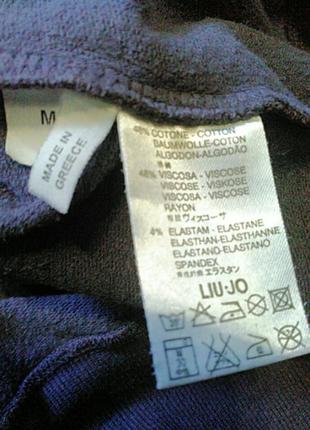 M
MADE IN
GREECE
48% COTONE - COTTON
BAUMWOLLE-COTON
ALGODON-ALGODÃO
48% VISCOSA - VISCOSE
VISCOSE - VISKOSE
VISCOSA - VISCOSE
RAYON
4% ELASTAM - ELASTANE
ELASTHAN-ELASTHANNE
ELASTANO-ELASTANO
SPANDEX
LIU·JO